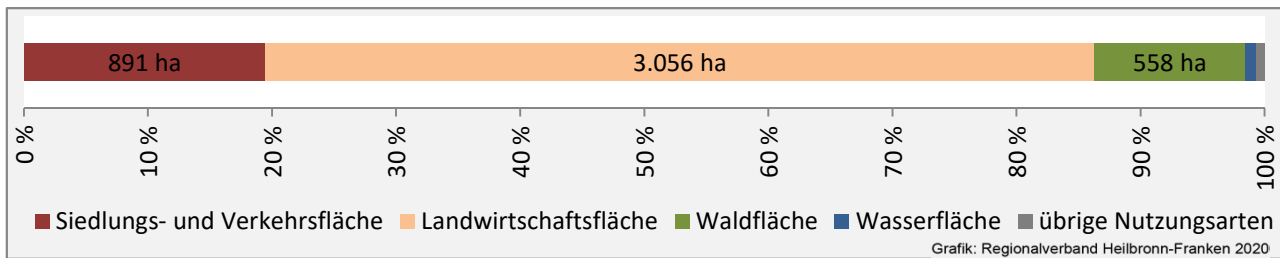 891 ha 3.056 ha 558 ha
0 % 10 % 20 % 30 % 40 % 50 % 60 % 70 % 80 % 90 % 100 %
Siedlungs- und Verkehrsfläche Landwirtschaftsfläche Waldfläche Wasserfläche übrige Nutzungsarten
Grafik: Regionalverband Heilbronn-Franken 2020